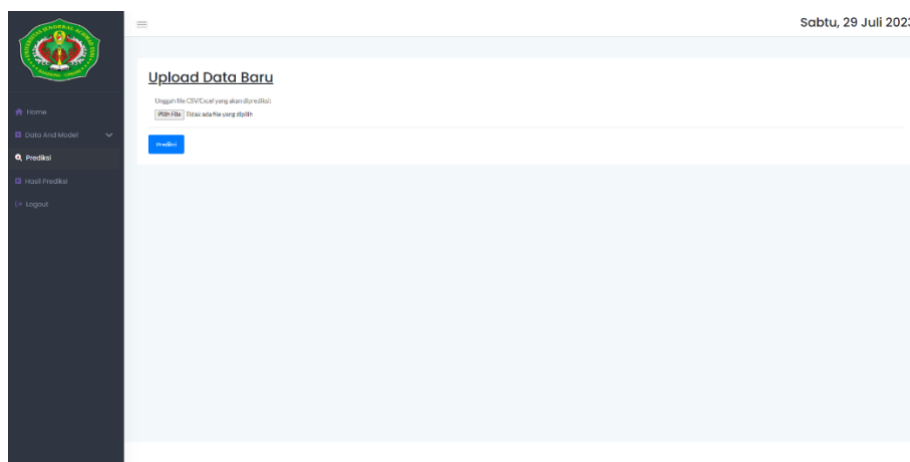 Sabtu, 29 Juli 2023
Upload Data Baru
Unggah file CSV/Excel yang akan diprediksi:
Pilih File Tidak ada file yang dipilih
Prediksi
Home
Data And Model
Prediksi
Hasil Prediksi
Logout